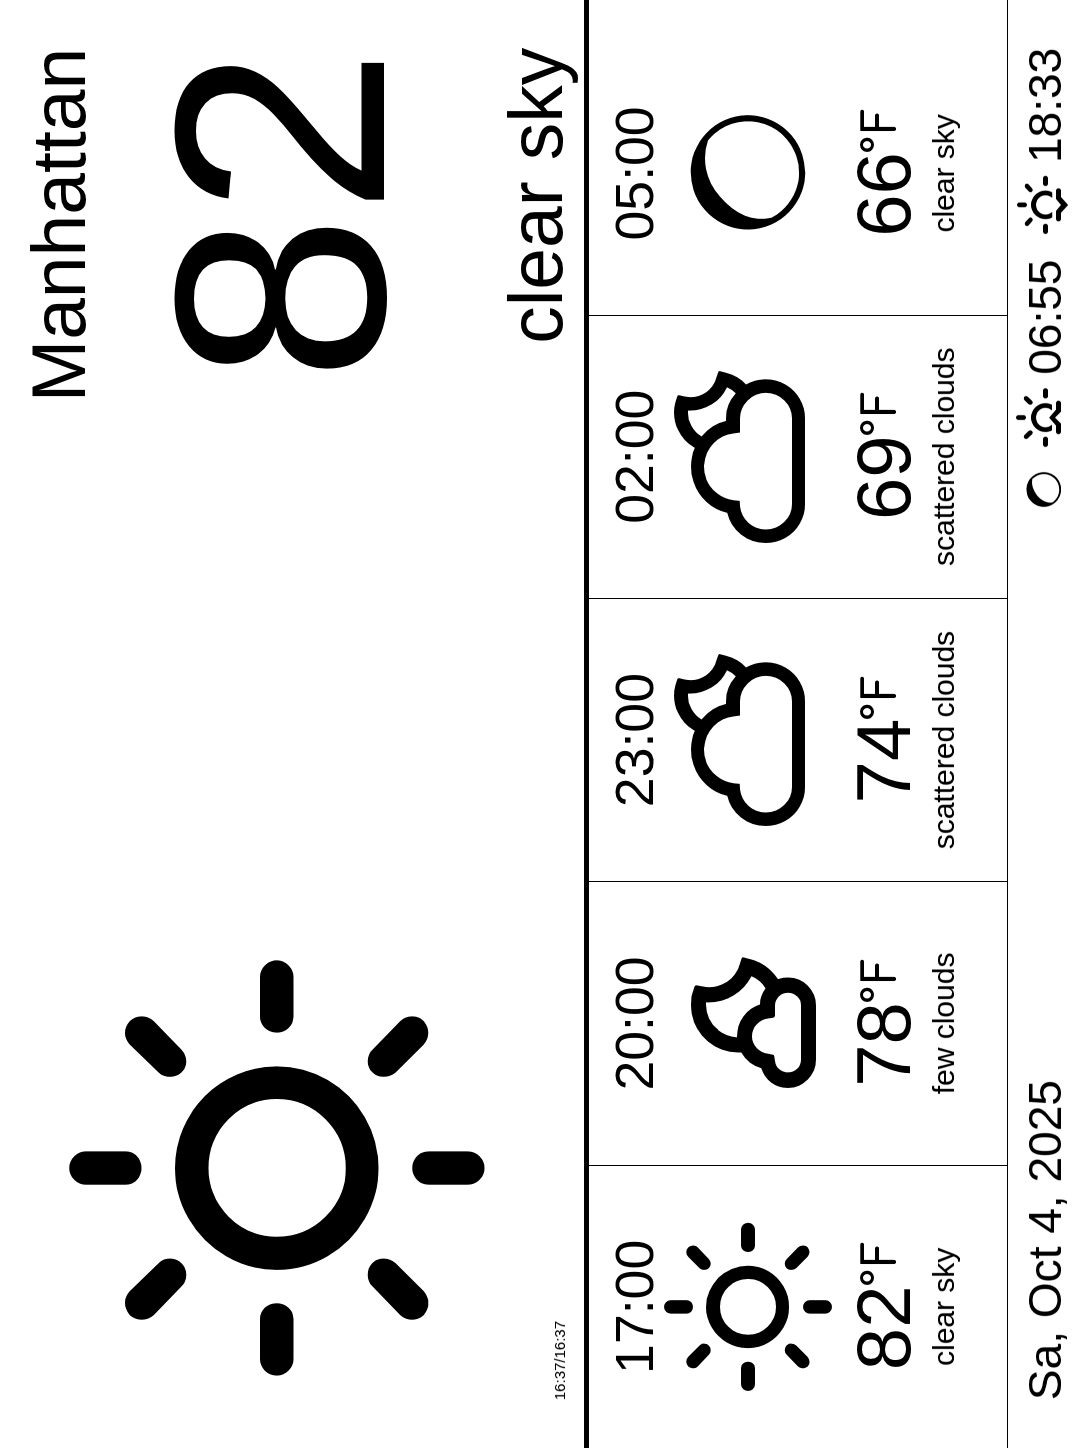 Manhattan
82
clear sky
16:37/16:37
17:00 20:00 23:00 02:00 05:00
82°F 78°F 74°F 69°F 66°F
clear sky few clouds scattered clouds scattered clouds clear sky
Sa, Oct 4, 2025 06:55 18:33